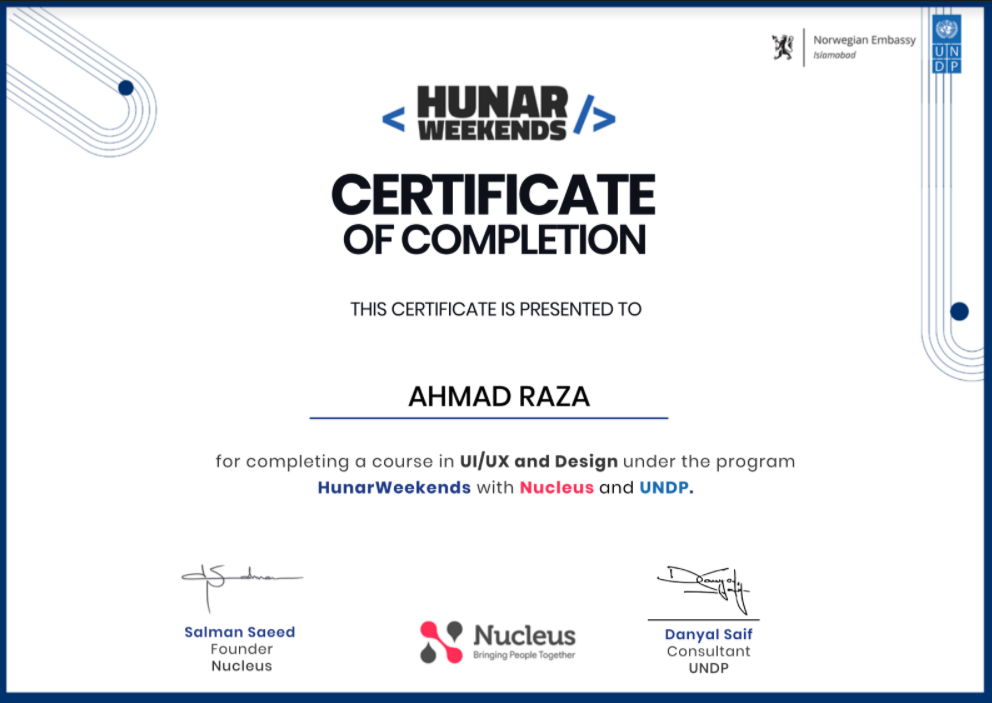 Norwegian Embassy
Islamabad
UN
DP
< HUNAR
WEEKENDS />
CERTIFICATE
OF COMPLETION
THIS CERTIFICATE IS PRESENTED TO
AHMAD RAZA
for completing a course in UI/UX and Design under the program
HunarWeekends with Nucleus and UNDP.
Salman Saeed
Founder
Nucleus
Nucleus
Bringing People Together
Danyal Saif
Consultant
UNDP